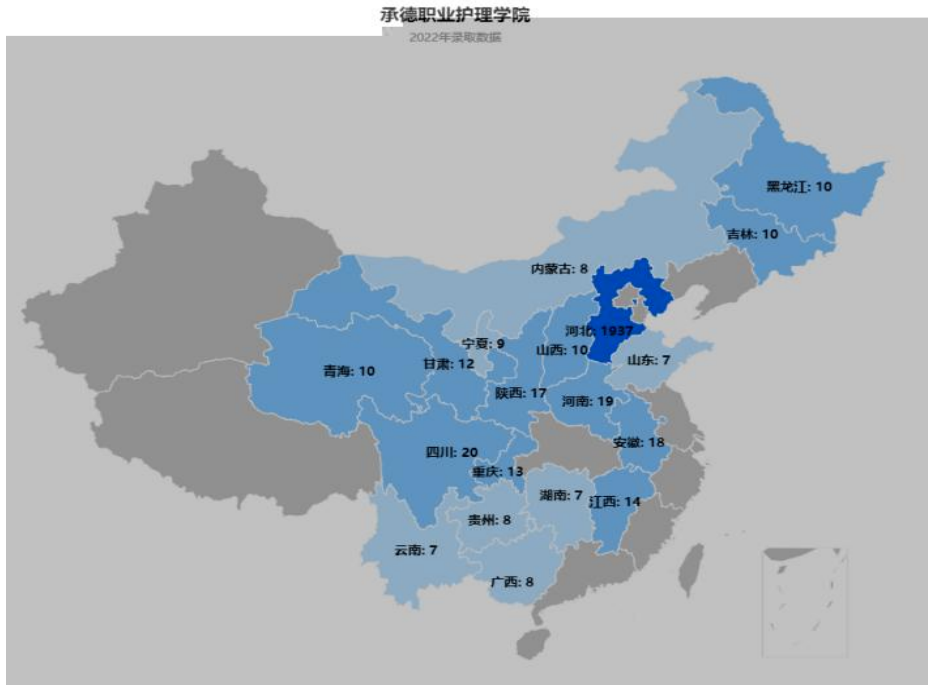 承德职业护理学院
2022年录取数据
黑龙江: 10
吉林: 10
内蒙古: 8
河北: 1937
宁夏: 9
山西: 10
山东: 7
甘肃: 12
青海: 10
陕西: 17
河南: 19
安徽: 18
四川: 20
重庆: 13
湖南: 7
江西: 14
贵州: 8
云南: 7
广西: 8